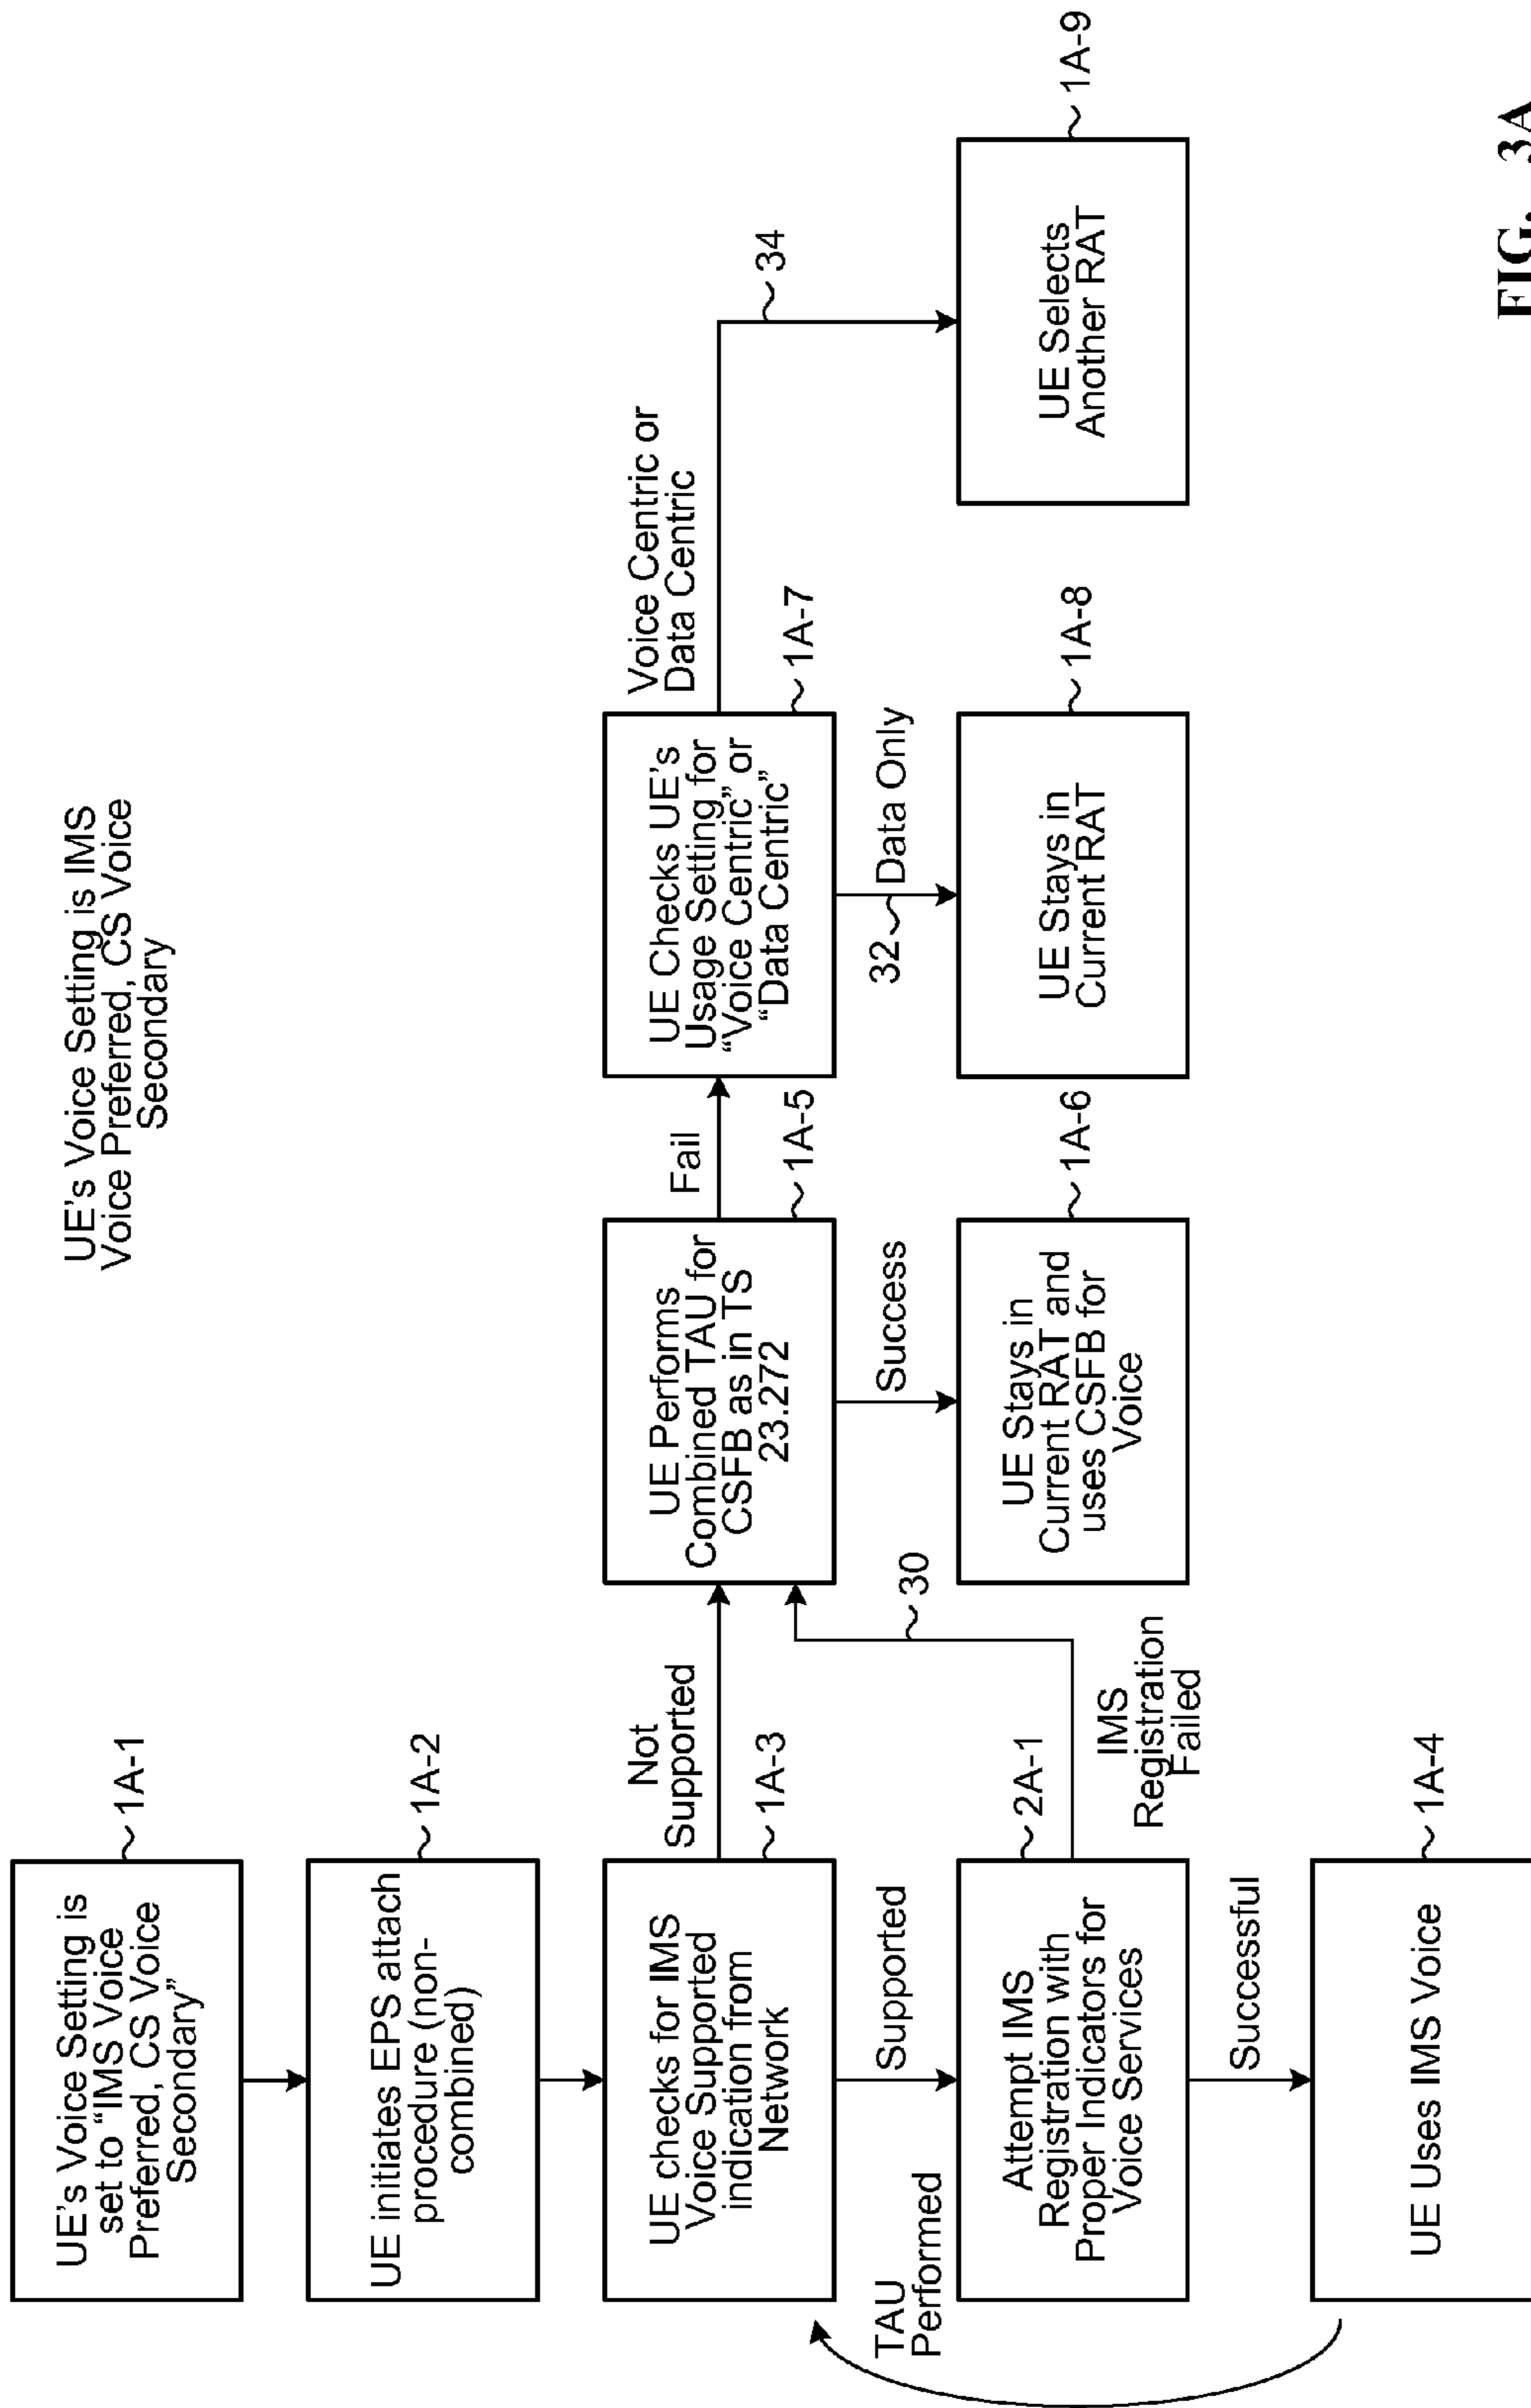 UE's Voice Setting is IMS
Voice Preferred, CS Voice
Secondary
UE's Voice Setting is
set to “IMS Voice
Preferred, CS Voice
Secondary”
1A-1
UE initiates EPS attach
procedure (non-
combined)
1A-2
UE checks for IMS
Voice Supported
indication from
Network
1A-3
Not
Supported
Supported
TAU
Performed
Attempt IMS
Registration with
Proper Indicators for
Voice Services
2A-1
IMS
Registration
Failed
30
Successful
UE Uses IMS Voice
1A-4
UE Performs
Combined TAU for
CSFB as in TS
23.272
1A-5
Fail
Success
UE Stays in
Current RAT and
uses CSFB for
Voice
1A-6
UE Checks UE's
Usage Setting for
“Voice Centric” or
“Data Centric”
1A-7
Voice Centric or
Data Centric
34
32
Data Only
UE Stays in
Current RAT
1A-8
UE Selects
Another RAT
1A-9
FIG. 3A